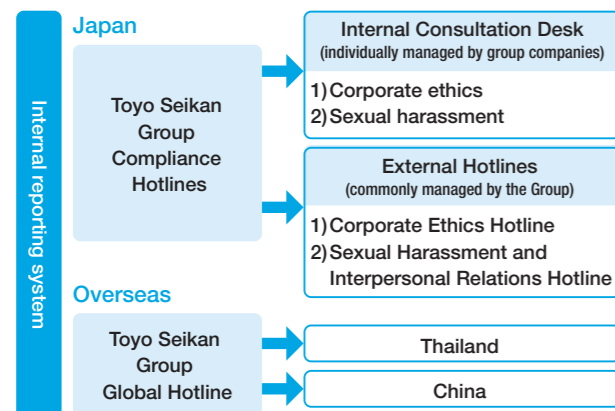 Internal reporting system
Japan
Toyo Seikan
Group
Compliance
Hotlines
Internal Consultation Desk
(individually managed by group companies)
1)Corporate ethics
2)Sexual harassment
External Hotlines
(commonly managed by the Group)
1)Corporate Ethics Hotline
2)Sexual Harassment and
Interpersonal Relations Hotline
Overseas
Toyo Seikan
Group
Global Hotline
Thailand
China